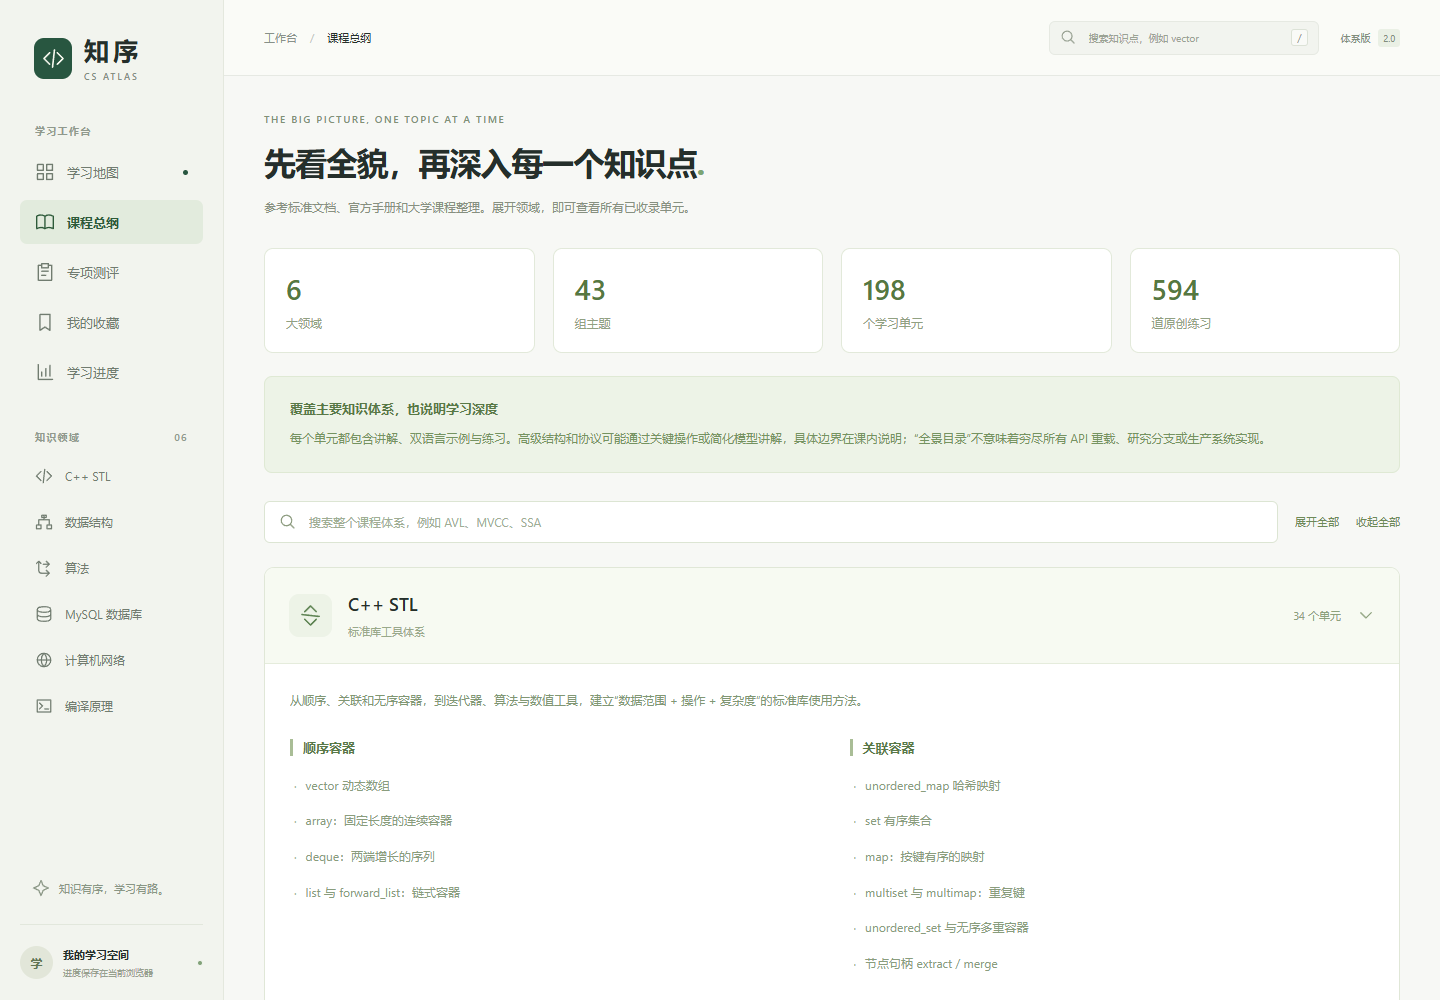 知序
CS ATLAS
学习工作台
学习地图
课程总纲
专项测评
我的收藏
学习进度
知识领域 06
C++ STL
数据结构
算法
MySQL 数据库
计算机网络
编译原理
知识有序，学习有路。
学 我的学习空间
进度保存在当前浏览器
工作台 / 课程总纲
搜索知识点，例如 vector /
体系版 2.0
THE BIG PICTURE, ONE TOPIC AT A TIME
先看全貌，再深入每一个知识点.
参考标准文档、官方手册和大学课程整理。展开领域，即可查看所有已收录单元。
6
大领域
43
组主题
198
个学习单元
594
道原创练习
覆盖主要知识体系，也说明学习深度
每个单元都包含讲解、双语言示例与练习。高级结构和协议可能通过关键操作或简化模型讲解，具体边界在课内说明；“全景目录”不意味着穷尽所有 API 重载、研究分支或生产系统实现。
搜索整个课程体系，例如 AVL、MVCC、SSA
展开全部 收起全部
C++ STL
标准库工具体系
34 个单元
从顺序、关联和无序容器，到迭代器、算法与数值工具，建立“数据范围 + 操作 + 复杂度”的标准库使用方法。
顺序容器
· vector 动态数组
· array：固定长度的连续容器
· deque：两端增长的序列
· list 与 forward_list：链式容器
关联容器
· unordered_map 哈希映射
· set 有序集合
· map：按键有序的映射
· multiset 与 multimap：重复键
· unordered_set 与无序多重容器
· 节点句柄 extract / merge